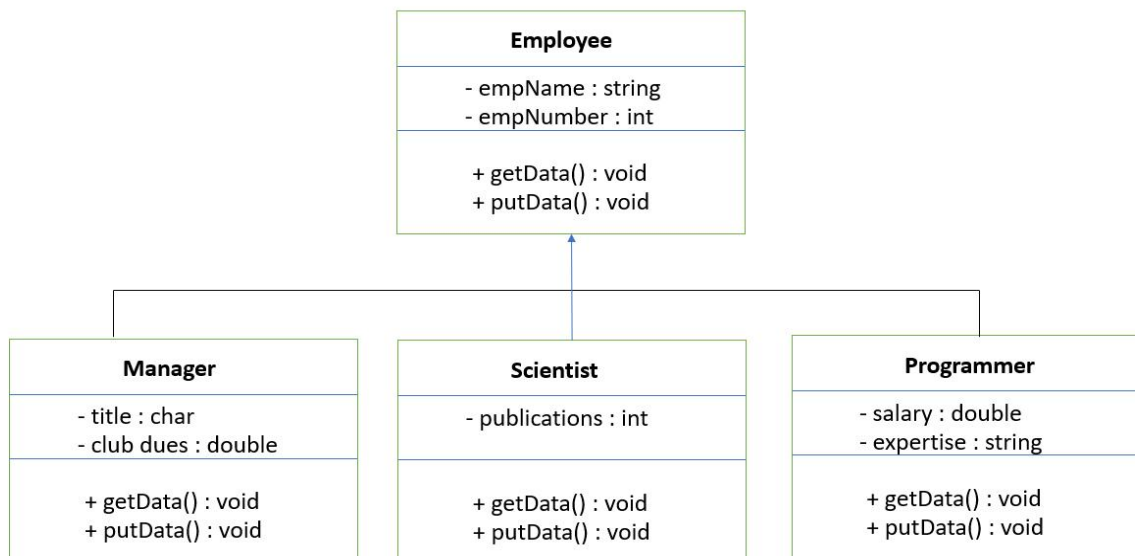 Employee
- empName : string
- empNumber : int
+ getData() : void
+ putData() : void
Manager
- title : char
- club dues : double
+ getData() : void
+ putData() : void
Scientist
- publications : int
+ getData() : void
+ putData() : void
Programmer
- salary : double
- expertise : string
+ getData() : void
+ putData() : void